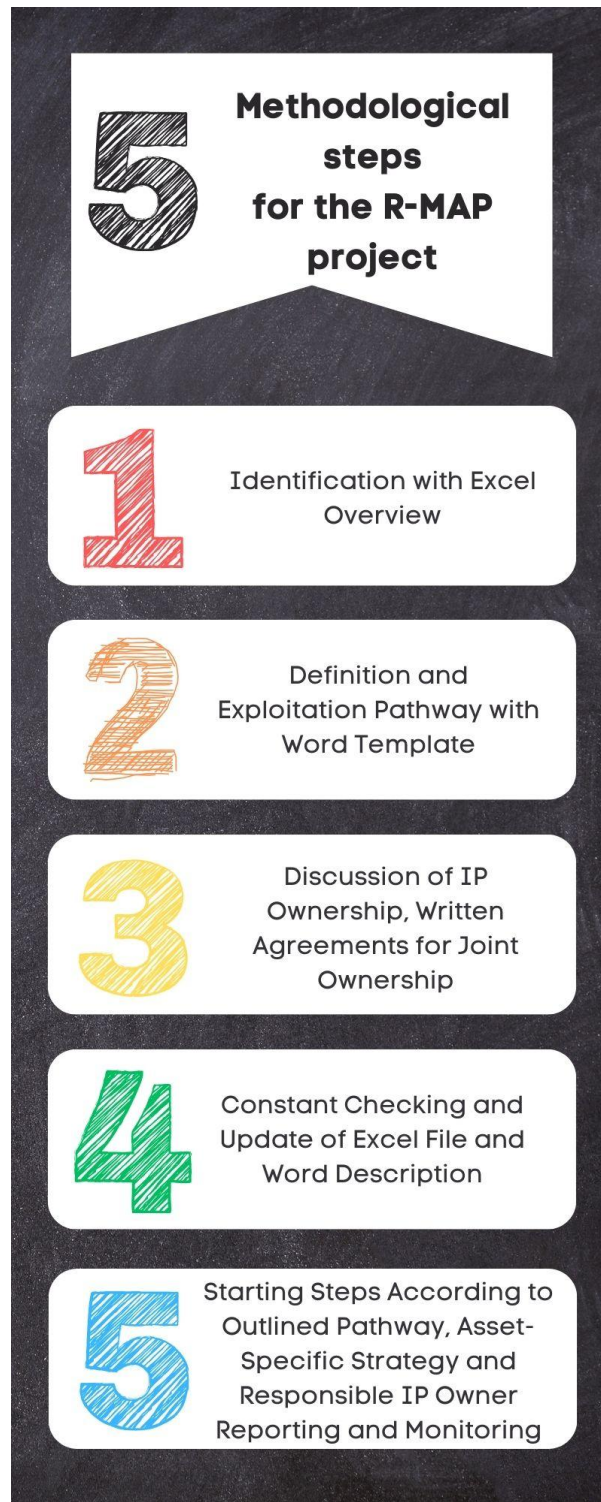 5
Methodological
steps
for the R-MAP
project
1
Identification with Excel
Overview
2
Definition and
Exploitation Pathway with
Word Template
3
Discussion of IP
Ownership, Written
Agreements for Joint
Ownership
4
Constant Checking and
Update of Excel File and
Word Description
5
Starting Steps According to
Outlined Pathway, Asset-
Specific Strategy and
Responsible IP Owner
Reporting and Monitoring